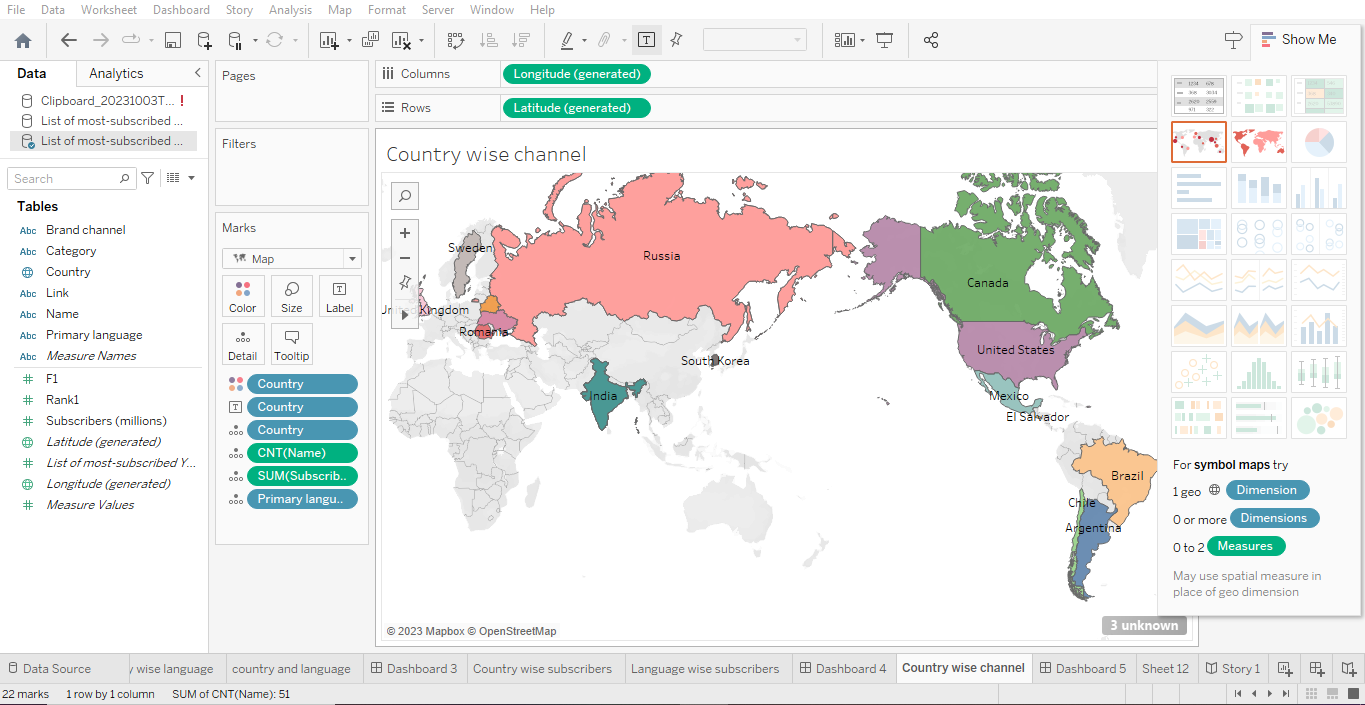 File Data Worksheet Dashboard Story Analysis Map Format Server Window Help
Show Me
Data Analytics
Clipboard_20231003T... !
List of most-subscribed ...
List of most-subscribed ...
Search
Tables
Abc Brand channel
Abc Category
Country
Abc Link
Abc Name
Abc Primary language
Abc Measure Names
F1
Rank1
Subscribers (millions)
Latitude (generated)
List of most-subscribed Y...
Longitude (generated)
Measure Values
Pages
Filters
Marks
Map
Color Size Label
Detail Tooltip
Country
Country
Country
CNT(Name)
SUM(Subscrib..
Primary langu..
Columns Longitude (generated)
Rows Latitude (generated)
Country wise channel
Sweden
Russia
Kingdom
Romania
South Korea
India
Canada
United States
Mexico
El Salvador
Brazil
Chile
Argentina
© 2023 Mapbox © OpenStreetMap
3 unknown
For symbol maps try
1 geo Dimension
0 or more Dimensions
0 to 2 Measures
May use spatial measure in
place of geo dimension
Data Source y wise language country and language Dashboard 3 Country wise subscribers Language wise subscribers Dashboard 4 Country wise channel Dashboard 5 Sheet 12 Story 1
22 marks 1 row by 1 column SUM of CNT(Name): 51